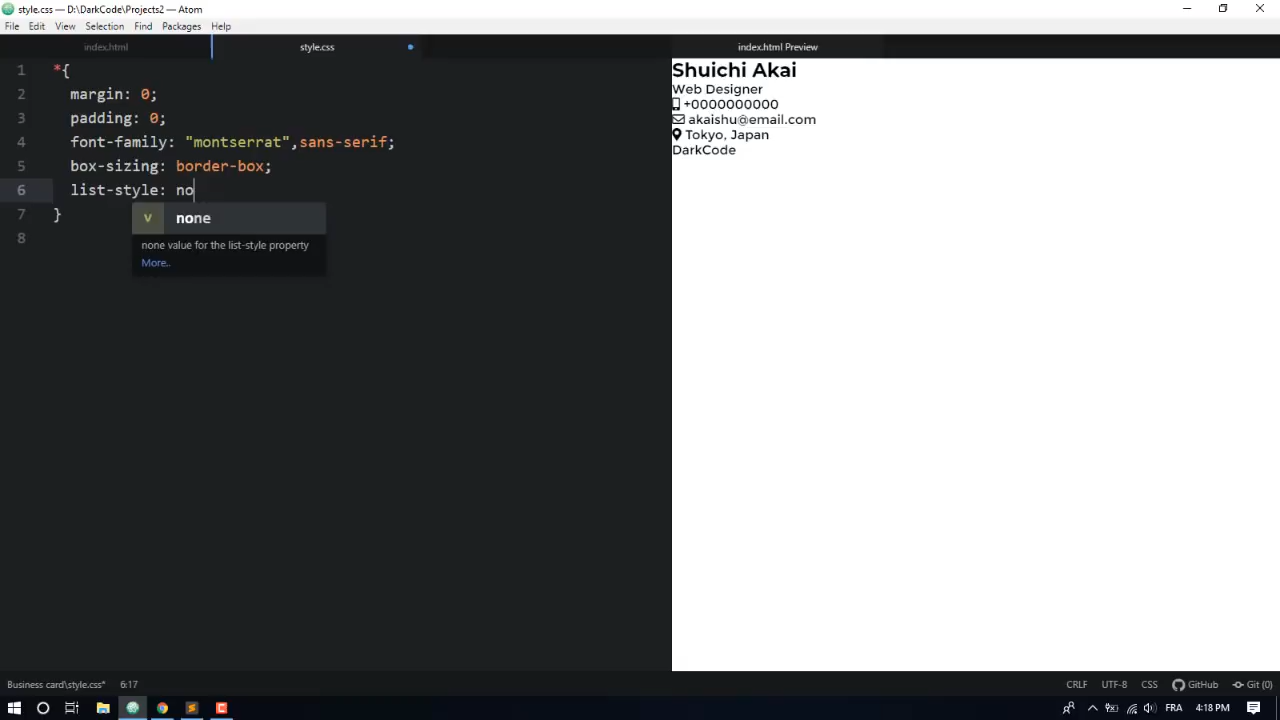 style.css — D:\DarkCode\Projects2 — Atom
File Edit View Selection Find Packages Help
index.html style.css index.html Preview
1 *{
2 margin: 0;
3 padding: 0;
4 font-family: "montserrat",sans-serif;
5 box-sizing: border-box;
6 list-style: no
7 }
8
v none
none value for the list-style property
More..
Shuichi Akai
Web Designer
+0000000000
akaishu@email.com
Tokyo, Japan
DarkCode
Business card\style.css* 6:17 CRLF UTF-8 CSS GitHub Git (0)
FRA 4:18 PM